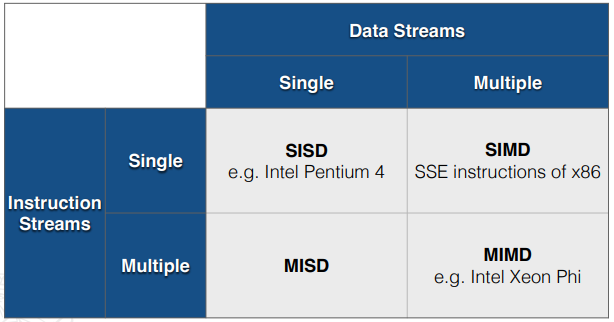 Data Streams
Single
Multiple
Instruction
Streams
Single
SISD
e.g. Intel Pentium 4
SIMD
SSE instructions of x86
Multiple
MISD
MIMD
e.g. Intel Xeon Phi